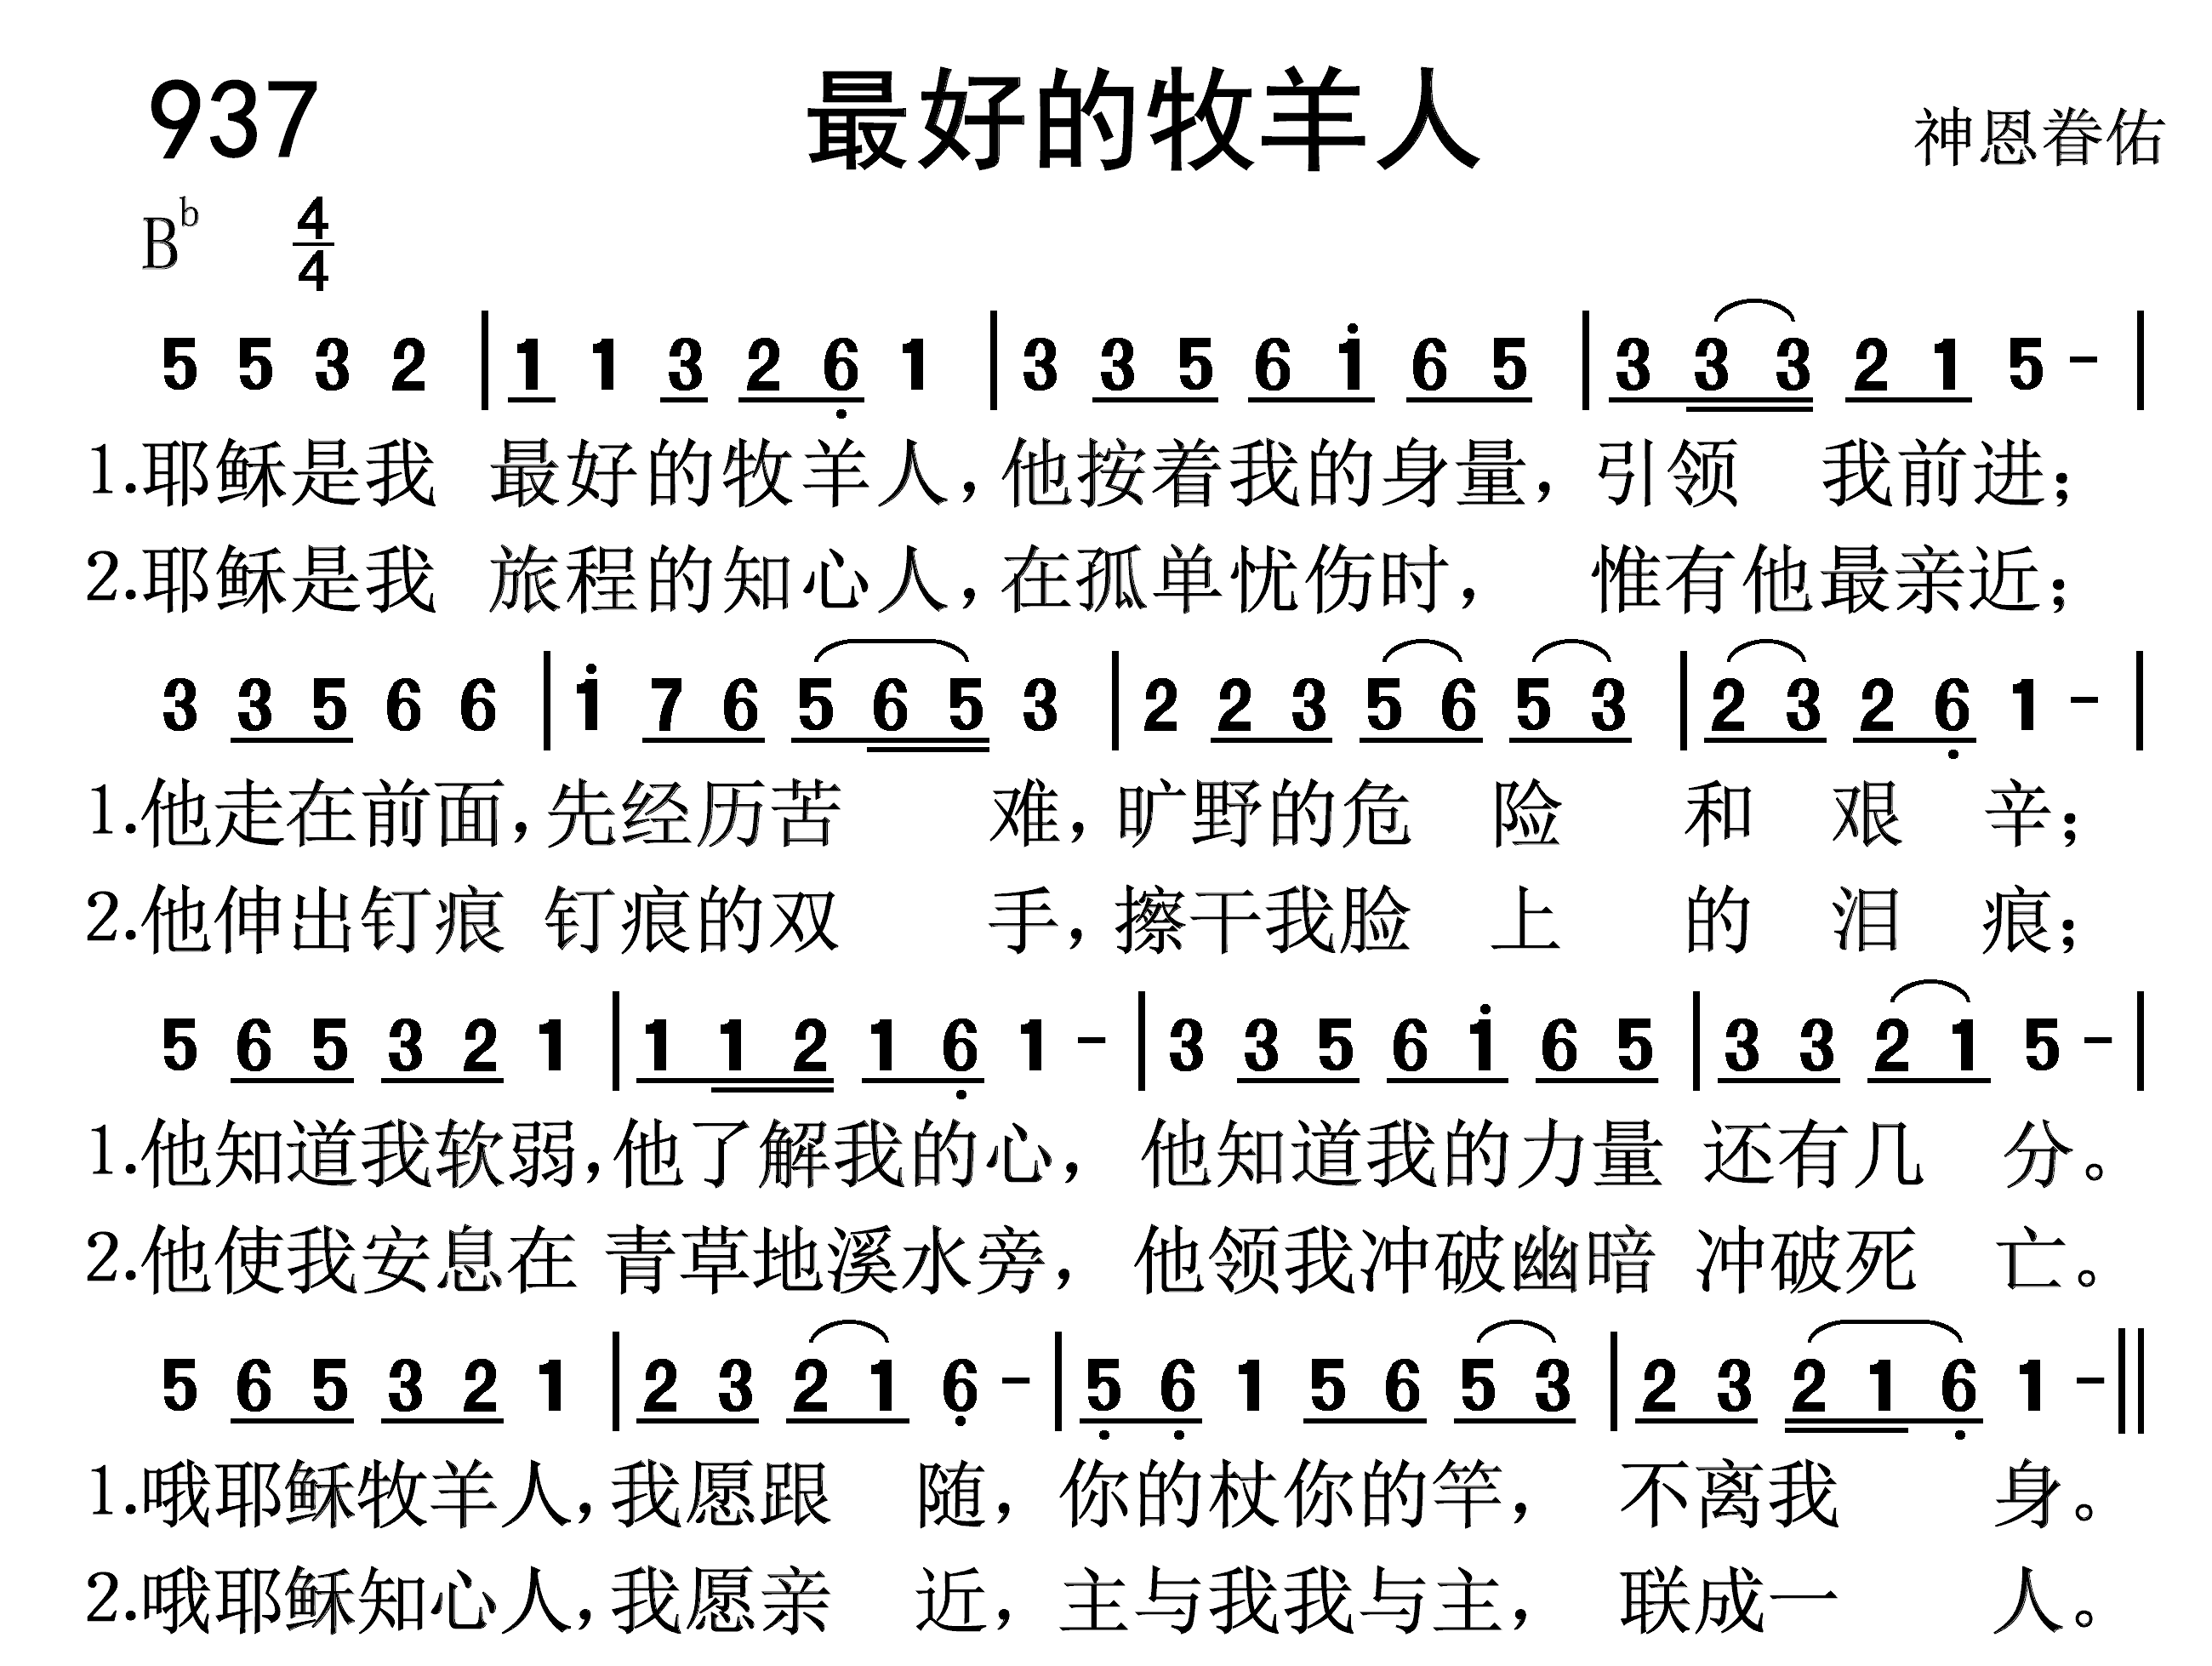 937 最好的牧羊人 神恩眷佑
B♭ 4/4
5 5 3 2 | 1 1 3 2 6̣ 1 | 3 3 5 6 1̇ 6 5 | 3 3 3 2 1 5 - |
1.耶稣是我 最好的牧羊人，他按着我的身量，引领 我前进；
2.耶稣是我 旅程的知心人，在孤单忧伤时， 惟有他最亲近；
3 3 5 6 6 | 1̇ 7 6 5 6 5 3 | 2 2 3 5 6 5 3 | 2 3 2 6̣ 1 - |
1.他走在前面，先经历苦 难，旷野的危 险 和 艰 辛；
2.他伸出钉痕 钉痕的双 手，擦干我脸 上 的 泪 痕；
5 6 5 3 2 1 | 1 1 2 1 6̣ 1 - | 3 3 5 6 1̇ 6 5 | 3 3 2 1 5 - |
1.他知道我软弱，他了解我的心， 他知道我的力量 还有几 分。
2.他使我安息在 青草地溪水旁， 他领我冲破幽暗 冲破死 亡。
5 6 5 3 2 1 | 2 3 2 1 6̣ - | 5̣ 6̣ 1 5 6 5 3 | 2 3 2 1 6̣ 1 - ||
1.哦耶稣牧羊人，我愿跟 随，你的杖你的竿， 不离我 身。
2.哦耶稣知心人，我愿亲 近，主与我我与主， 联成一 人。